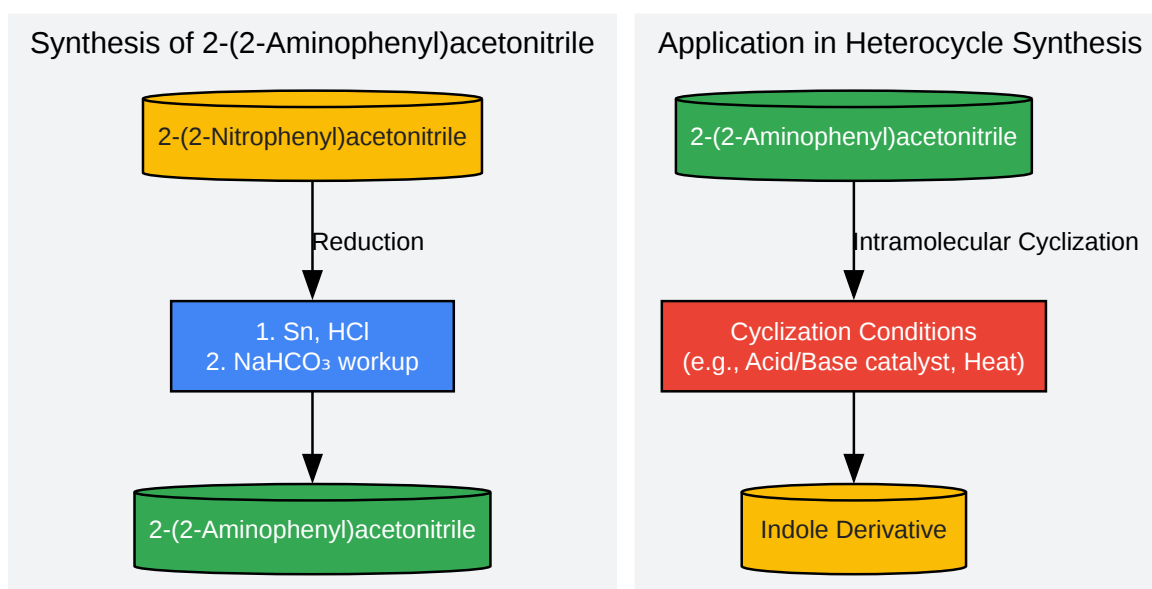 Synthesis of 2-(2-Aminophenyl)acetonitrile
2-(2-Nitrophenyl)acetonitrile
Reduction
1. Sn, HCl
2. NaHCO₃ workup
2-(2-Aminophenyl)acetonitrile
Application in Heterocycle Synthesis
2-(2-Aminophenyl)acetonitrile
Intramolecular Cyclization
Cyclization Conditions
(e.g., Acid/Base catalyst, Heat)
Indole Derivative